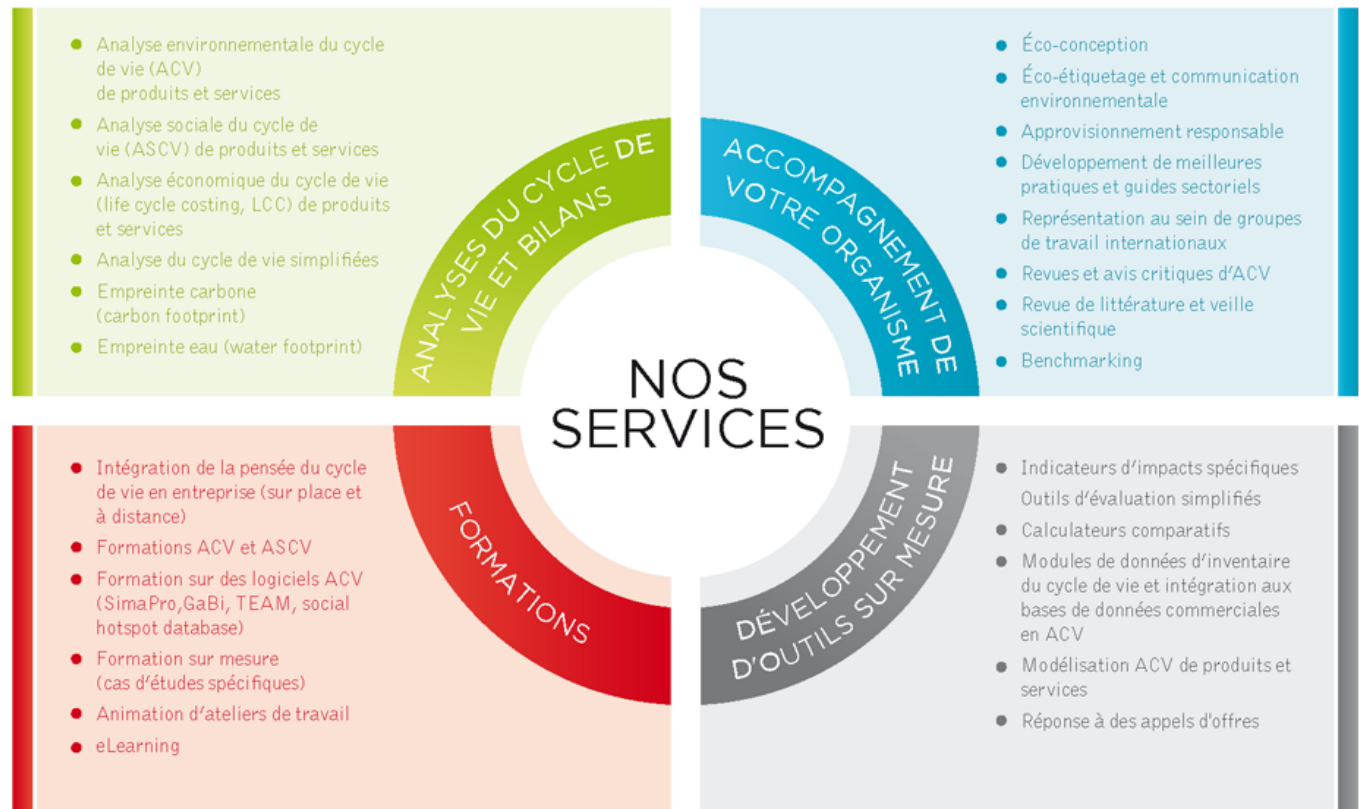 Analyse environnementale du cycle
de vie (ACV)
de produits et services
Analyse sociale du cycle de
vie (ASCV) de produits et services
Analyse économique du cycle de vie
(life cycle costing, LCC) de produits
et services
Analyse du cycle de vie simplifiées
Empreinte carbone
(carbon footprint)
Empreinte eau (water footprint)
ANALYSES DU CYCLE DE
VIE ET BILANS
ACCOMPAGNEMENT DE
VOTRE ORGANISME
Éco-conception
Éco-étiquetage et communication
environnementale
Approvisionnement responsable
Développement de meilleures
pratiques et guides sectoriels
Représentation au sein de groupes
de travail internationaux
Revues et avis critiques d'ACV
Revue de littérature et veille
scientifique
Benchmarking
NOS
SERVICES
Intégration de la pensée du cycle
de vie en entreprise (sur place et
à distance)
Formations ACV et ASCV
Formation sur des logiciels ACV
(SimaPro,GaBi, TEAM, social
hotspot database)
Formation sur mesure
(cas d'études spécifiques)
Animation d'ateliers de travail
eLearning
FORMATIONS
DÉVELOPPEMENT
D'OUTILS SUR MESURE
Indicateurs d'impacts spécifiques
Outils d'évaluation simplifiés
Calculateurs comparatifs
Modules de données d'inventaire
du cycle de vie et intégration aux
bases de données commerciales
en ACV
Modélisation ACV de produits et
services
Réponse à des appels d'offres